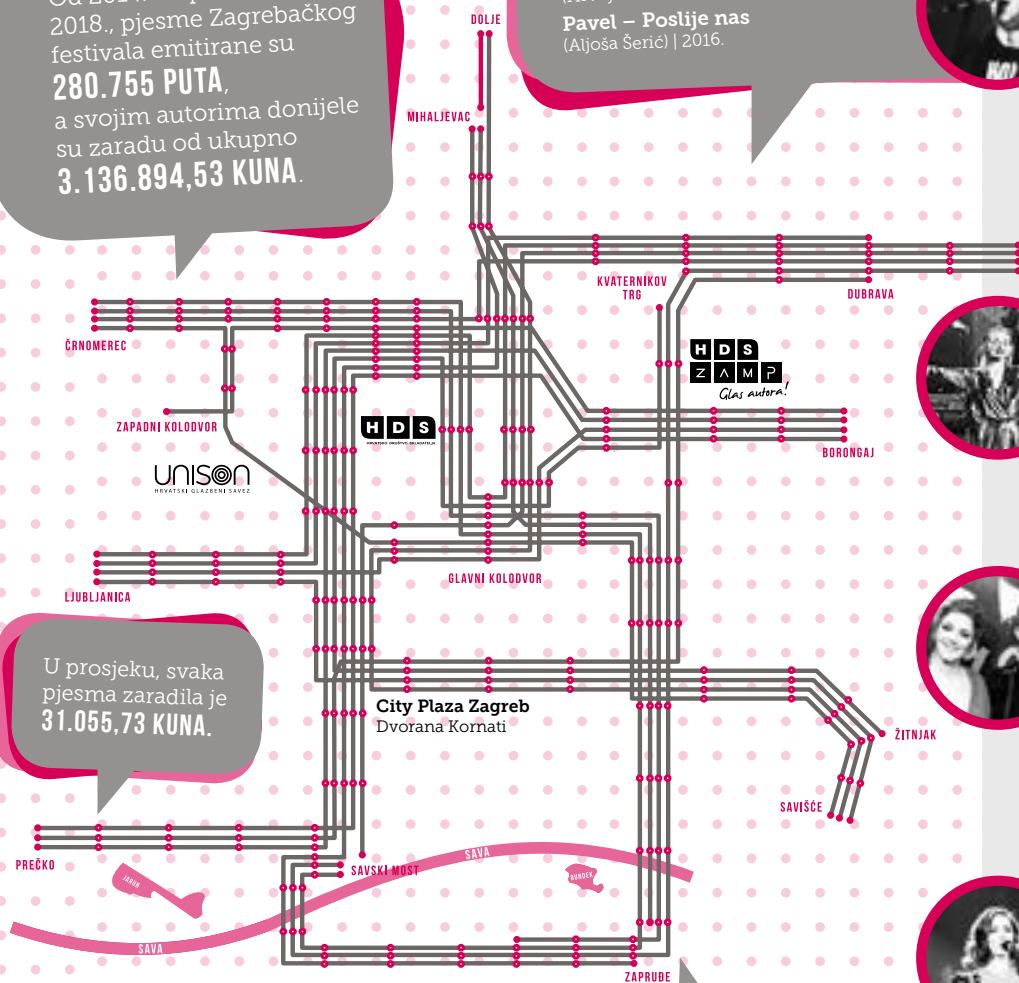 2018., pjesme Zagrebačkog
festivala emitirane su
280.755 PUTA,
a svojim autorima donijele
su zaradu od ukupno
3.136.894,53 KUNA.
Pavel – Poslije nas
(Aljoša Šerić) | 2016.
DOLJE
MIHALJEVAC
KVATERNIKOV
TRG
DUBRAVA
ČRNOMEREC
HDS
ZAMP
Glas autora!
ZAPADNI KOLODVOR
HDS
HRVATSKO DRUŠTVO SKLADATELJA
BORONGAJ
UNISON
HRVATSKI GLAZBENI SAVEZ
GLAVNI KOLODVOR
LJUBLJANICA
U prosjeku, svaka
pjesma zaradila je
31.055,73 KUNA.
City Plaza Zagreb
Dvorana Kornati
ŽITNJAK
SAVIŠĆE
PREČKO
JARUN
SAVSKI MOST
SAVA
BUNDEK
SAVA
ZAPRUĐE